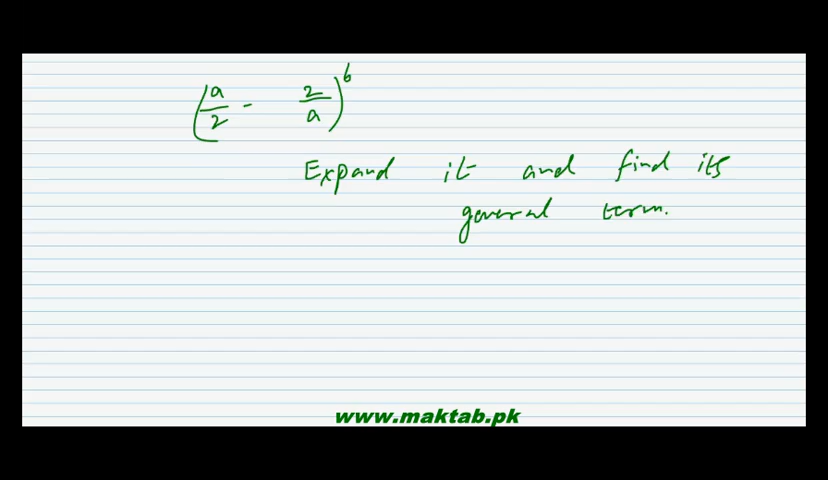 (a/2 - 2/a)^6
Expand it and find its
general term.
www.maktab.pk